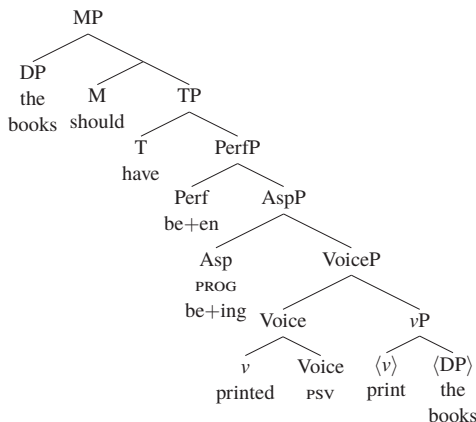 MP
DP
the
books
M
should
TP
T
have
PerfP
Perf
be+en
AspP
Asp
PROG
be+ing
VoiceP
Voice
vP
v
printed
Voice
PSV
⟨v⟩
print
⟨DP⟩
the
books